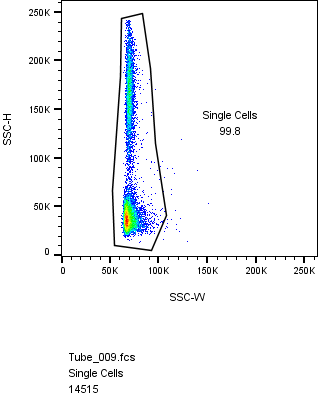 250K
200K
150K
100K
50K
0
SSC-H
Single Cells
99.8
0 50K 100K 150K 200K 250K
SSC-W
Tube_009.fcs
Single Cells
14515